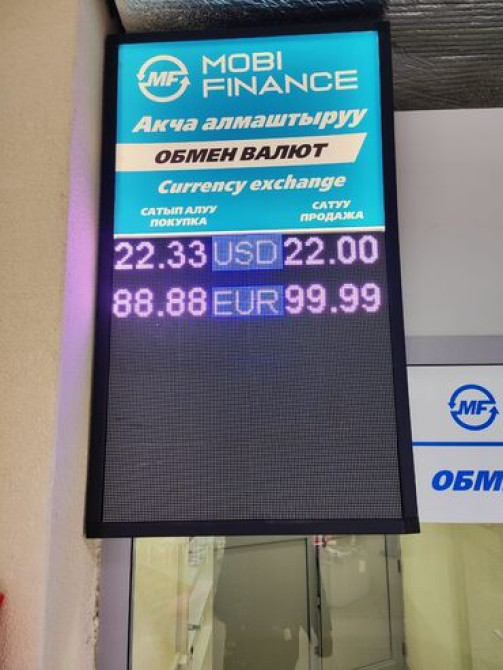 MF MOBI
FINANCE
Акча алмаштыруу
ОБМЕН ВАЛЮТ
Currency exchange
САТЫП АЛУУ САТУУ
ПОКУПКА ПРОДАЖА
22.33 USD 22.00
88.88 EUR 99.99
MF
ОБМ